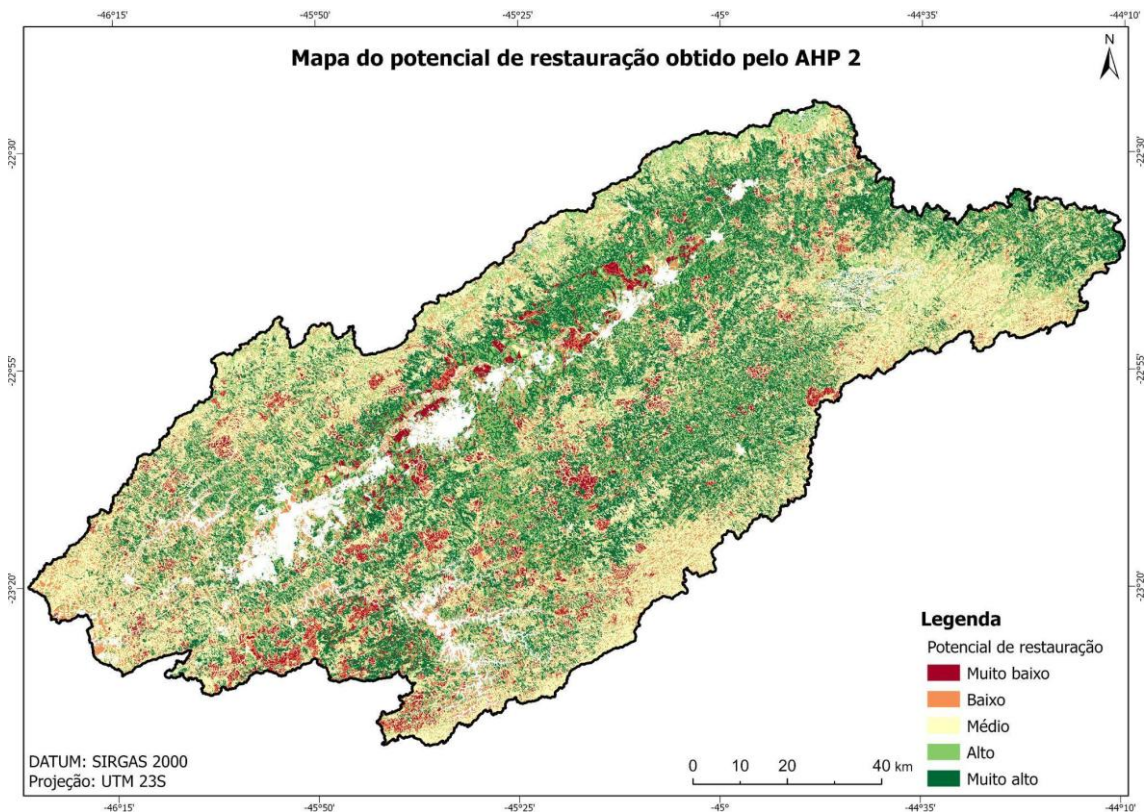 -46°15' -45°50' -45°25' -45° -44°35' -44°10'
Mapa do potencial de restauração obtido pelo AHP 2
N
-22°30' -22°30'
-22°55' -22°55'
-23°20' -23°20'
Legenda
Potencial de restauração
Muito baixo
Baixo
Médio
Alto
Muito alto
DATUM: SIRGAS 2000
Projeção: UTM 23S
0 10 20 40 km
-46°15' -45°50' -45°25' -45° -44°35' -44°10'